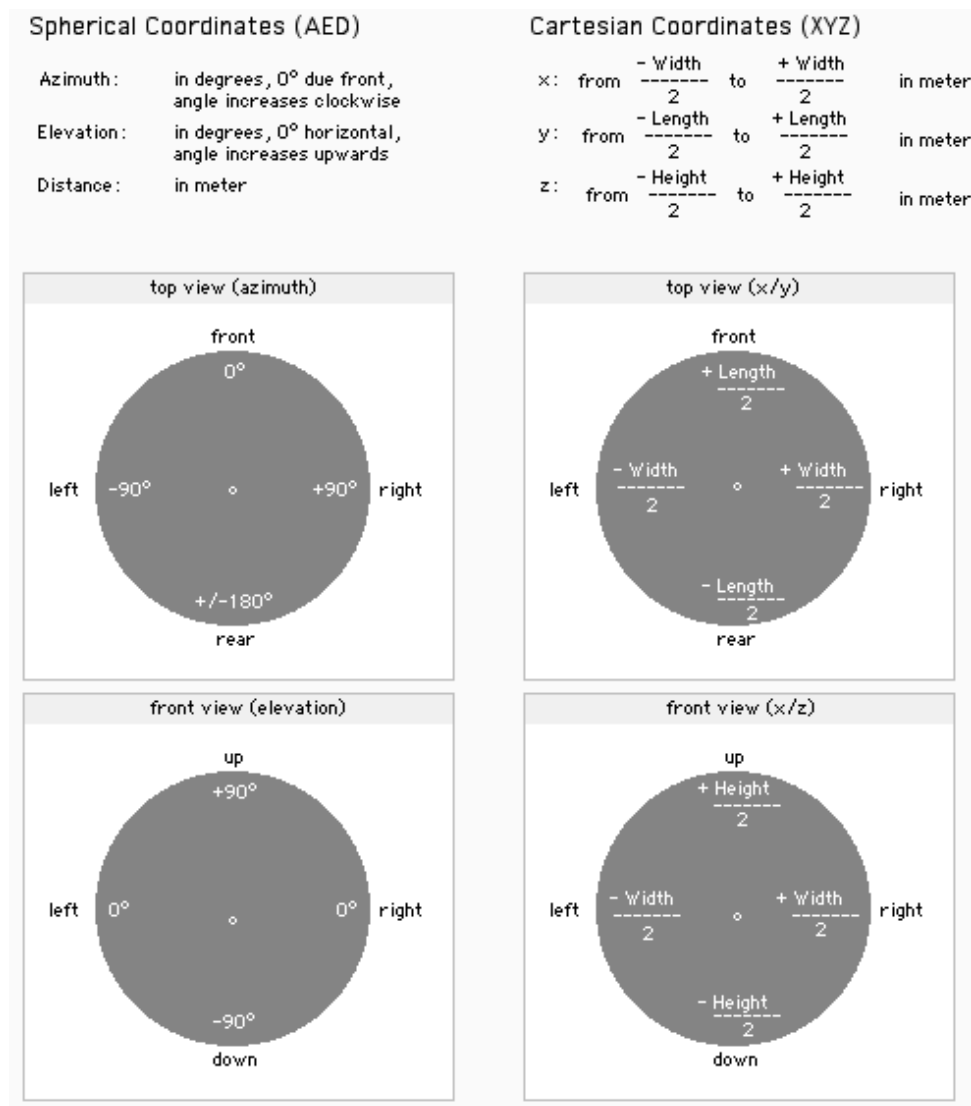 Spherical Coordinates (AED)
Azimuth: in degrees, 0° due front,
angle increases clockwise
Elevation: in degrees, 0° horizontal,
angle increases upwards
Distance: in meter
Cartesian Coordinates (XYZ)
x: from - Width / 2 to + Width / 2 in meter
y: from - Length / 2 to + Length / 2 in meter
z: from - Height / 2 to + Height / 2 in meter
top view (azimuth)
front
0°
left -90° +90° right
+/-180°
rear
top view (x/y)
front
+ Length
-------
2
left - Width / 2 + Width / 2 right
- Length
-------
2
rear
front view (elevation)
up
+90°
left 0° 0° right
-90°
down
front view (x/z)
up
+ Height
-------
2
left - Width / 2 + Width / 2 right
- Height
-------
2
down